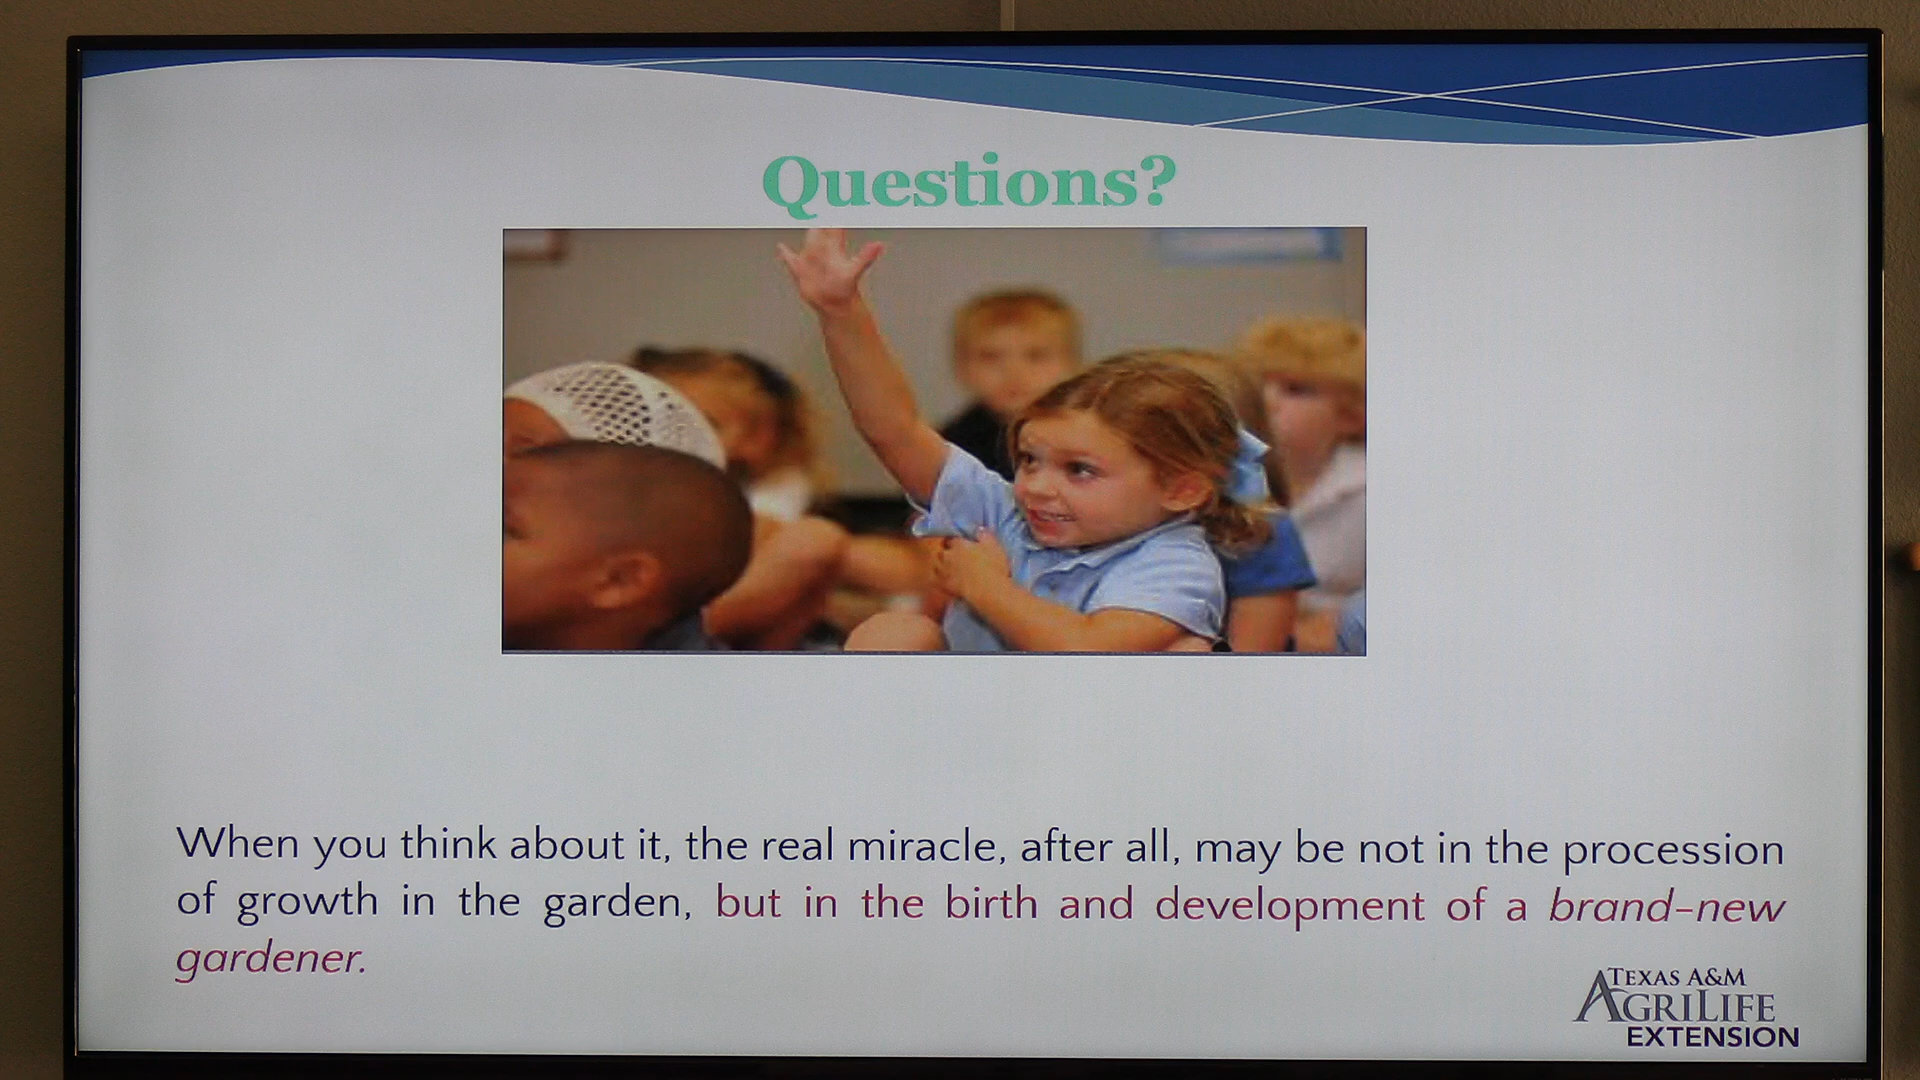 Questions?
When you think about it, the real miracle, after all, may be not in the procession
of growth in the garden, but in the birth and development of a brand-new
gardener.
TEXAS A&M
AGRILIFE
EXTENSION